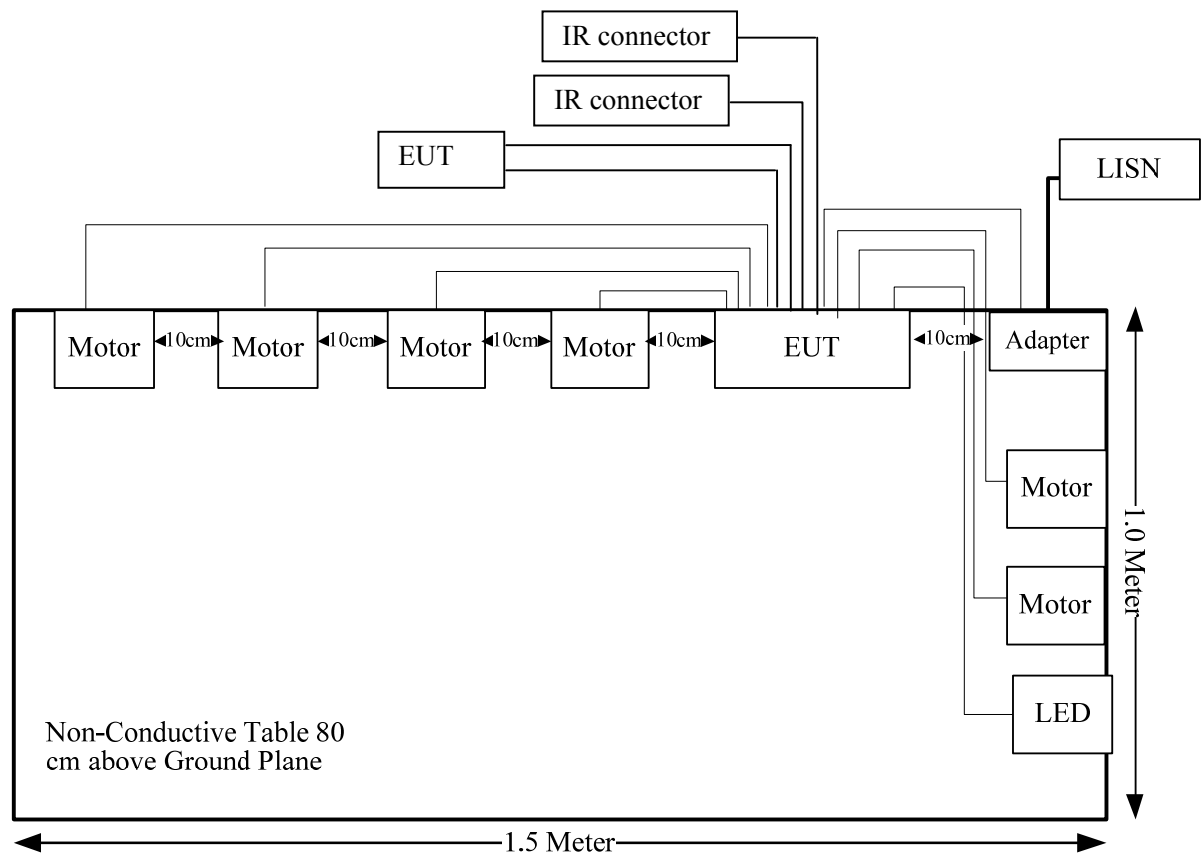 IR connector
IR connector
EUT
LISN
Motor
10cm
Motor
10cm
Motor
10cm
Motor
10cm
EUT
10cm
Adapter
Motor
Motor
LED
1.0 Meter
Non-Conductive Table 80
cm above Ground Plane
1.5 Meter